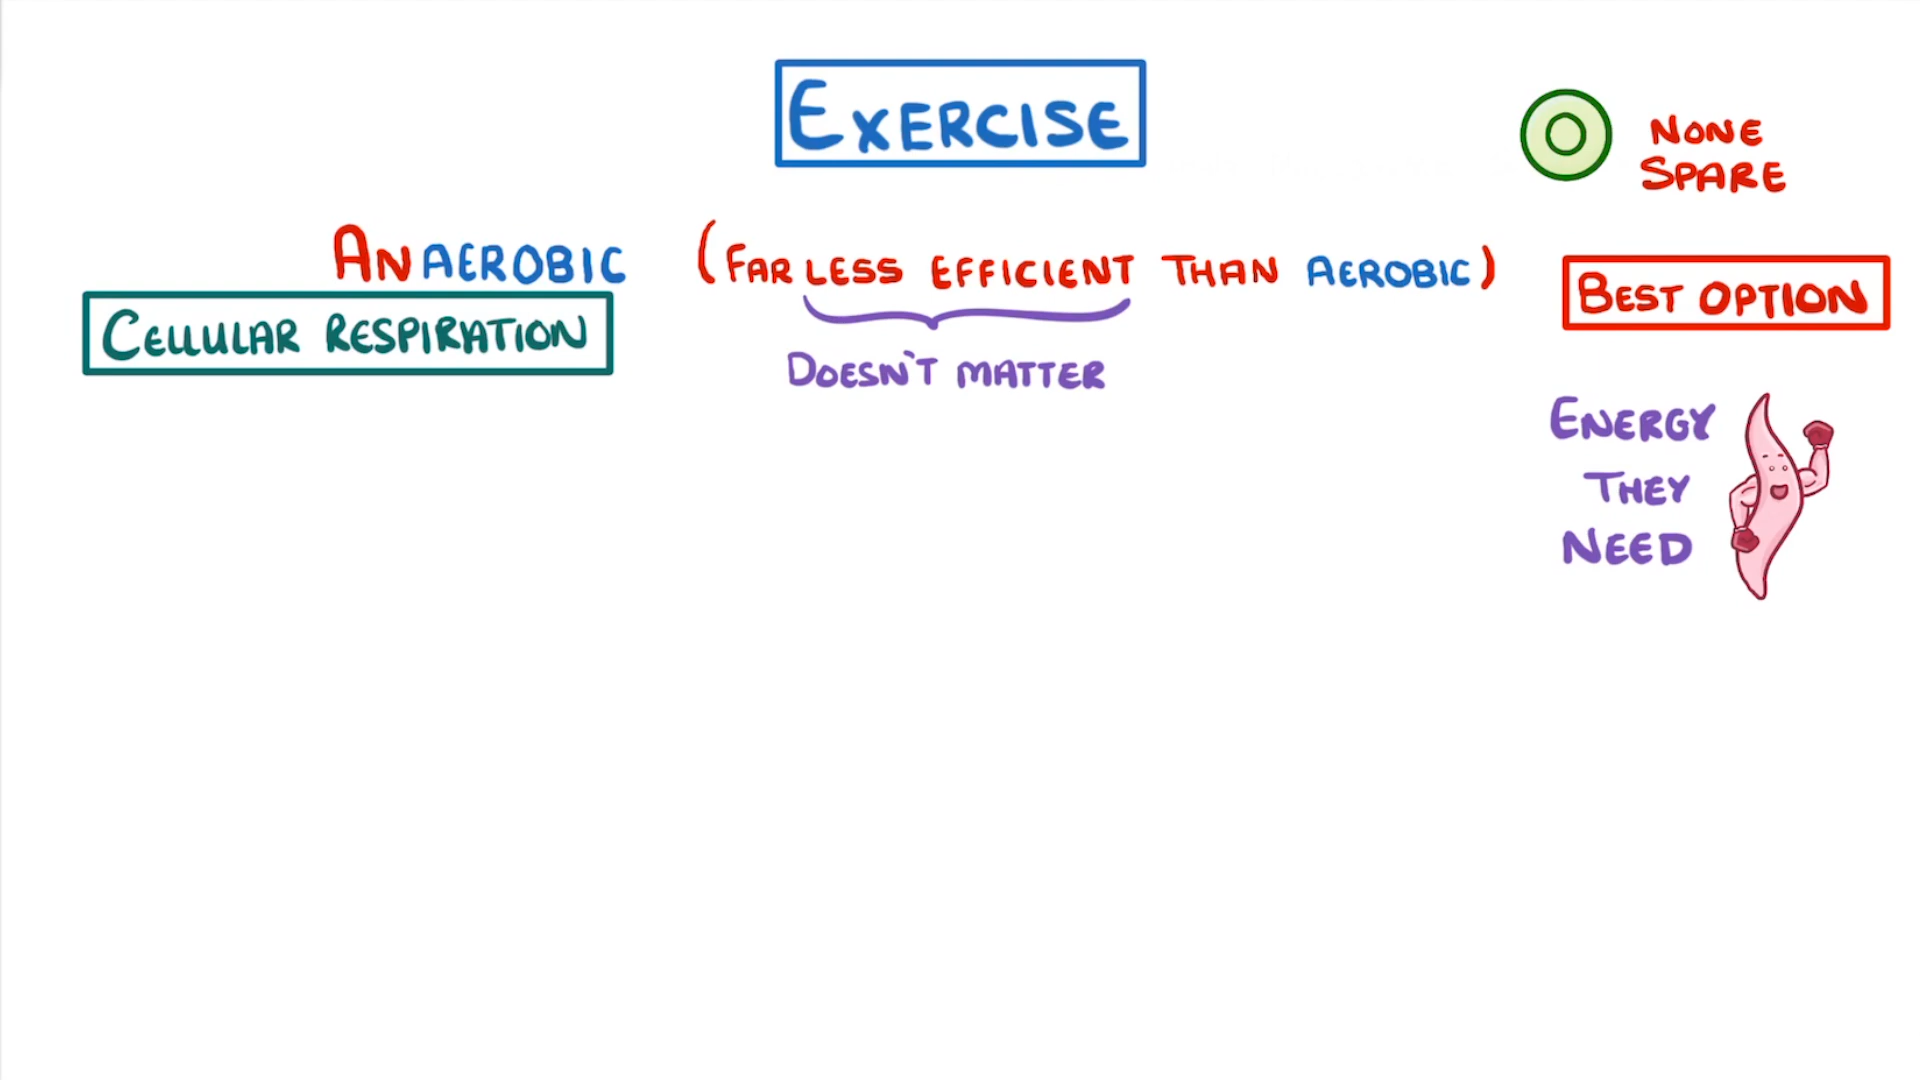 EXERCISE
NONE
SPARE
ANAEROBIC (FAR LESS EFFICIENT THAN AEROBIC)
CELLULAR RESPIRATION
DOESN'T MATTER
BEST OPTION
ENERGY
THEY
NEED